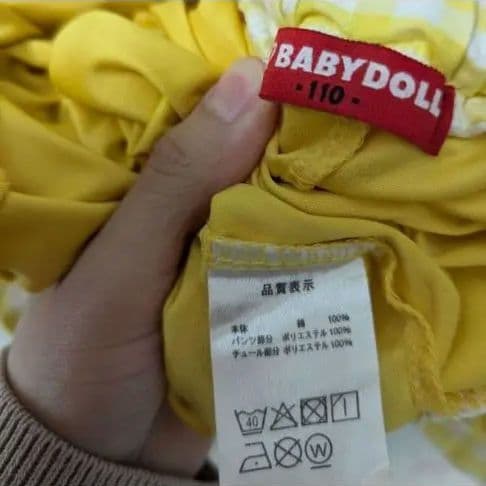 BABYDOLL
- 110 -
品質表示
本体 綿 100%
パンツ部分 ポリエステル 100%
チュール部分 ポリエステル 100%
40
W